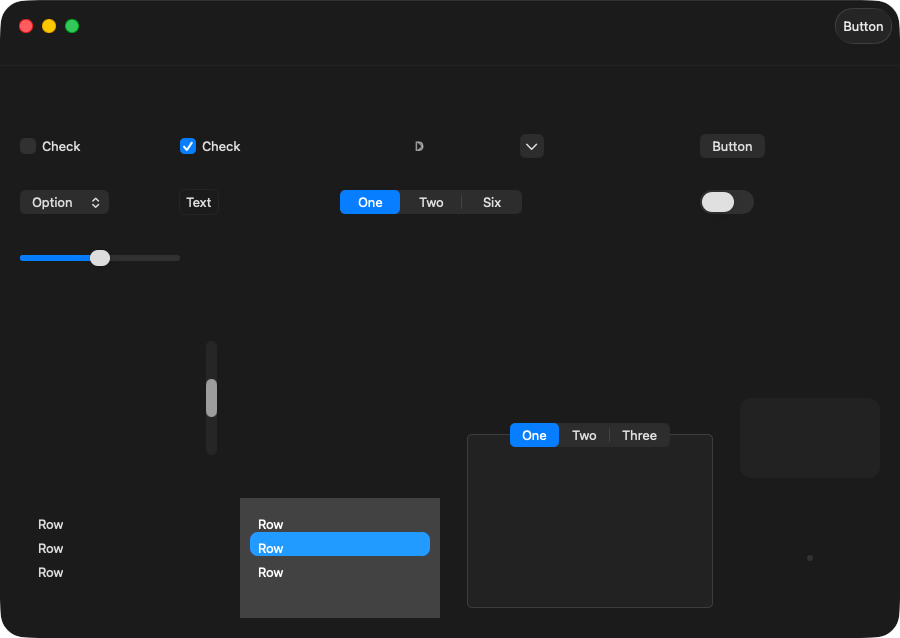 Button
Check
Check
Button
Option
Text
One Two Six
One Two Three
Row
Row
Row
Row
Row
Row